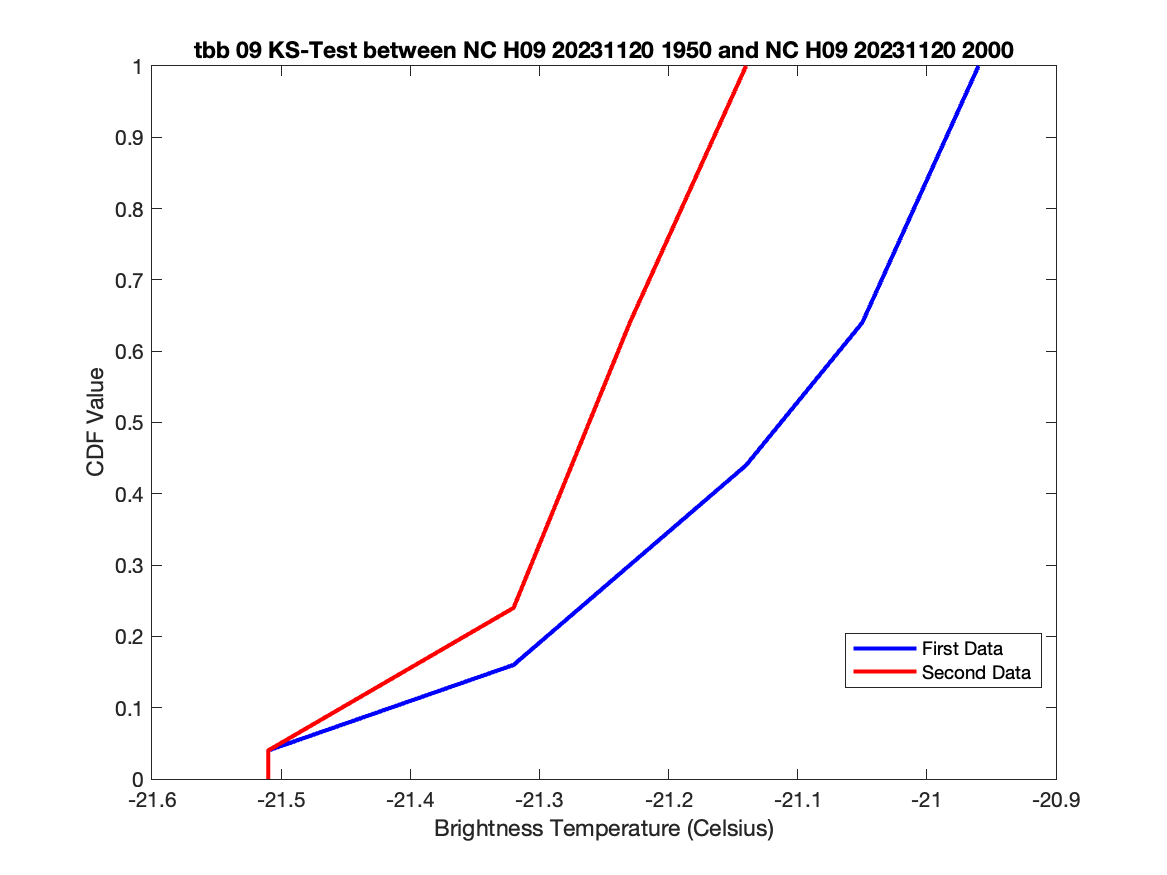 tbb 09 KS-Test between NC H09 20231120 1950 and NC H09 20231120 2000
1
0.9
0.8
0.7
0.6
0.5
0.4
0.3
0.2
0.1
0
CDF Value
First Data
Second Data
-21.6 -21.5 -21.4 -21.3 -21.2 -21.1 -21 -20.9
Brightness Temperature (Celsius)